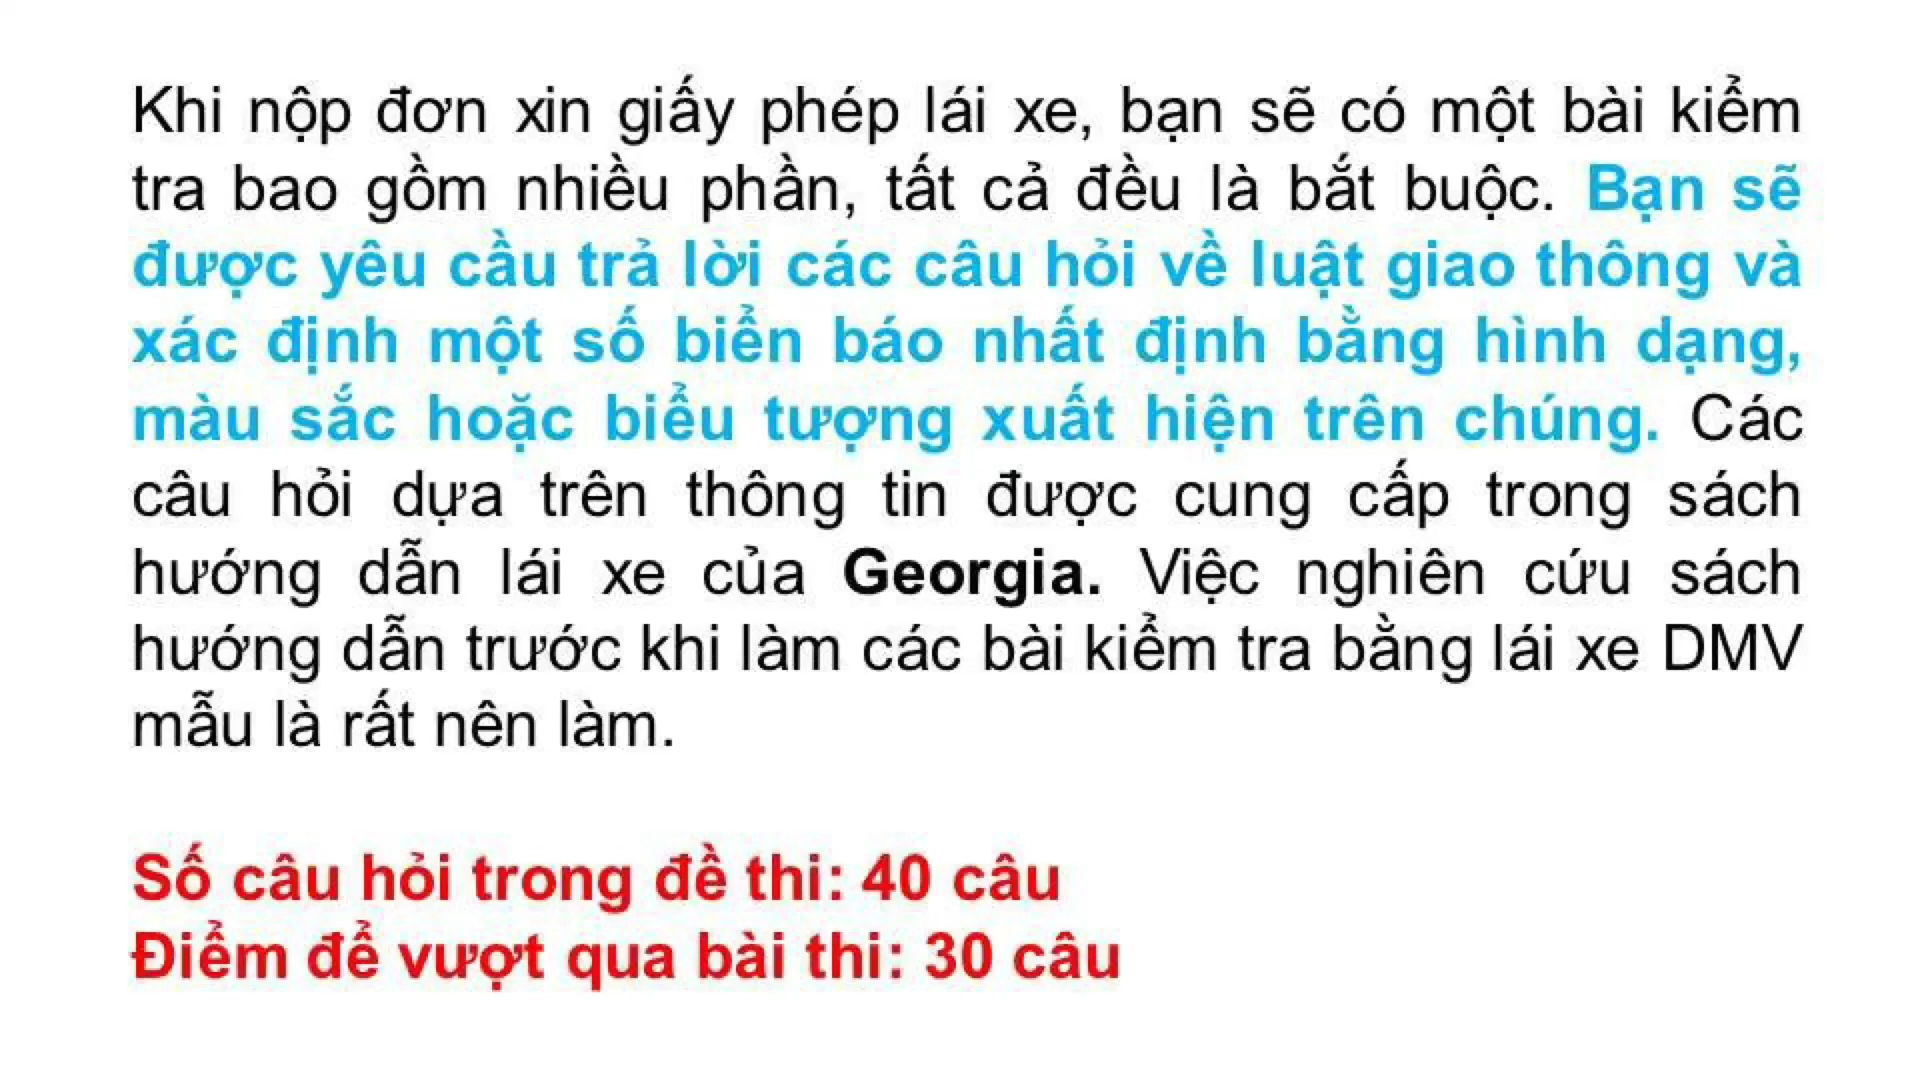 Khi nộp đơn xin giấy phép lái xe, bạn sẽ có một bài kiểm
tra bao gồm nhiều phần, tất cả đều là bắt buộc. Bạn sẽ
được yêu cầu trả lời các câu hỏi về luật giao thông và
xác định một số biển báo nhất định bằng hình dạng,
màu sắc hoặc biểu tượng xuất hiện trên chúng. Các
câu hỏi dựa trên thông tin được cung cấp trong sách
hướng dẫn lái xe của Georgia. Việc nghiên cứu sách
hướng dẫn trước khi làm các bài kiểm tra bằng lái xe DMV
mẫu là rất nên làm.
Số câu hỏi trong đề thi: 40 câu
Điểm để vượt qua bài thi: 30 câu